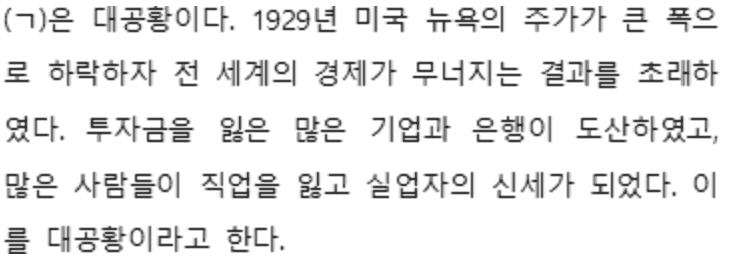 (ㄱ)은 대공황이다. 1929년 미국 뉴욕의 주가가 큰 폭으
로 하락하자 전 세계의 경제가 무너지는 결과를 초래하
였다. 투자금을 잃은 많은 기업과 은행이 도산하였고,
많은 사람들이 직업을 잃고 실업자의 신세가 되었다. 이
를 대공황이라고 한다.